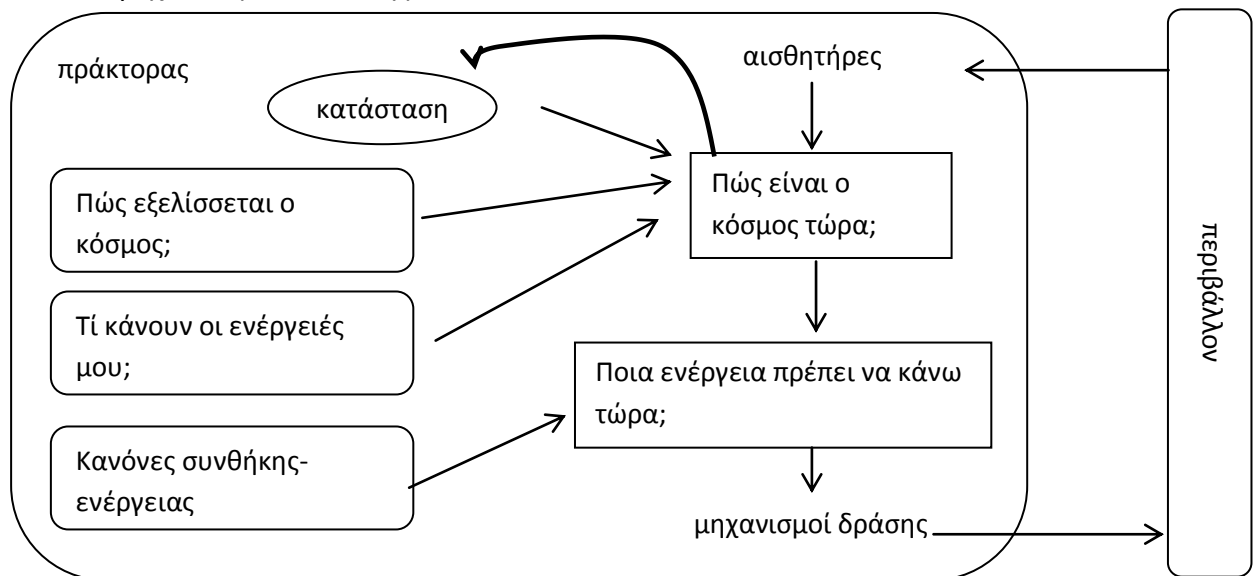 πράκτορας
αισθητήρες
κατάσταση
Πώς εξελίσσεται ο
κόσμος;
Πώς είναι ο
κόσμος τώρα;
Τί κάνουν οι ενέργειές
μου;
Ποια ενέργεια πρέπει να κάνω
τώρα;
Κανόνες συνθήκης-
ενέργειας
μηχανισμοί δράσης
περιβάλλον